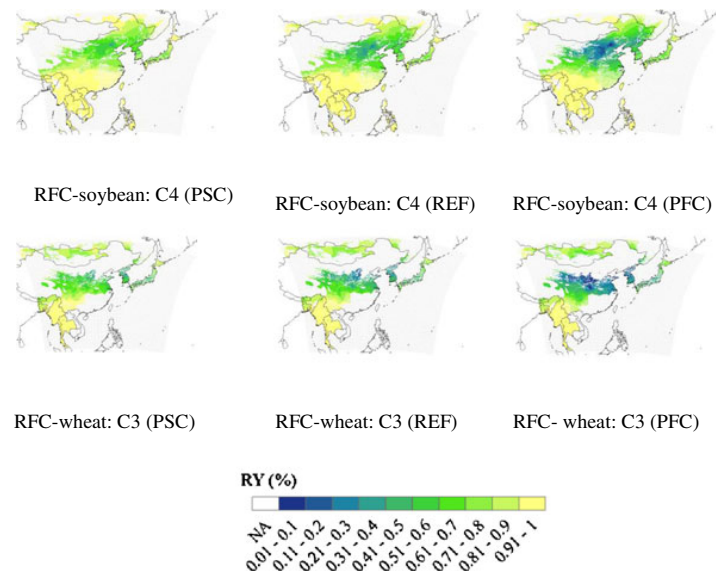 RFC-soybean: C4 (PSC)
RFC-soybean: C4 (REF)
RFC-soybean: C4 (PFC)
RFC-wheat: C3 (PSC)
RFC-wheat: C3 (REF)
RFC- wheat: C3 (PFC)
RY (%)
NA
0.01 - 0.1
0.11 - 0.2
0.21 - 0.3
0.31 - 0.4
0.41 - 0.5
0.51 - 0.6
0.61 - 0.7
0.71 - 0.8
0.81 - 0.9
0.91 - 1